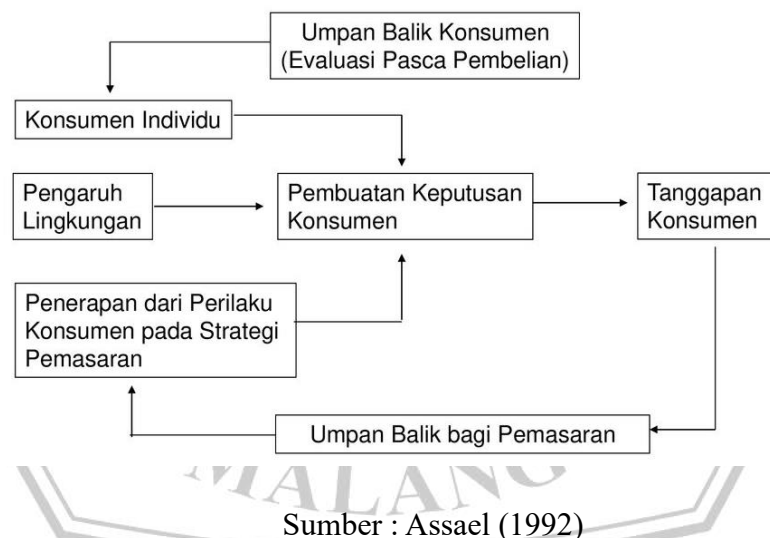 Umpan Balik Konsumen
(Evaluasi Pasca Pembelian)
Konsumen Individu
Pengaruh
Lingkungan
Pembuatan Keputusan
Konsumen
Tanggapan
Konsumen
Penerapan dari Perilaku
Konsumen pada Strategi
Pemasaran
Umpan Balik bagi Pemasaran
MALANG
Sumber : Assael (1992)